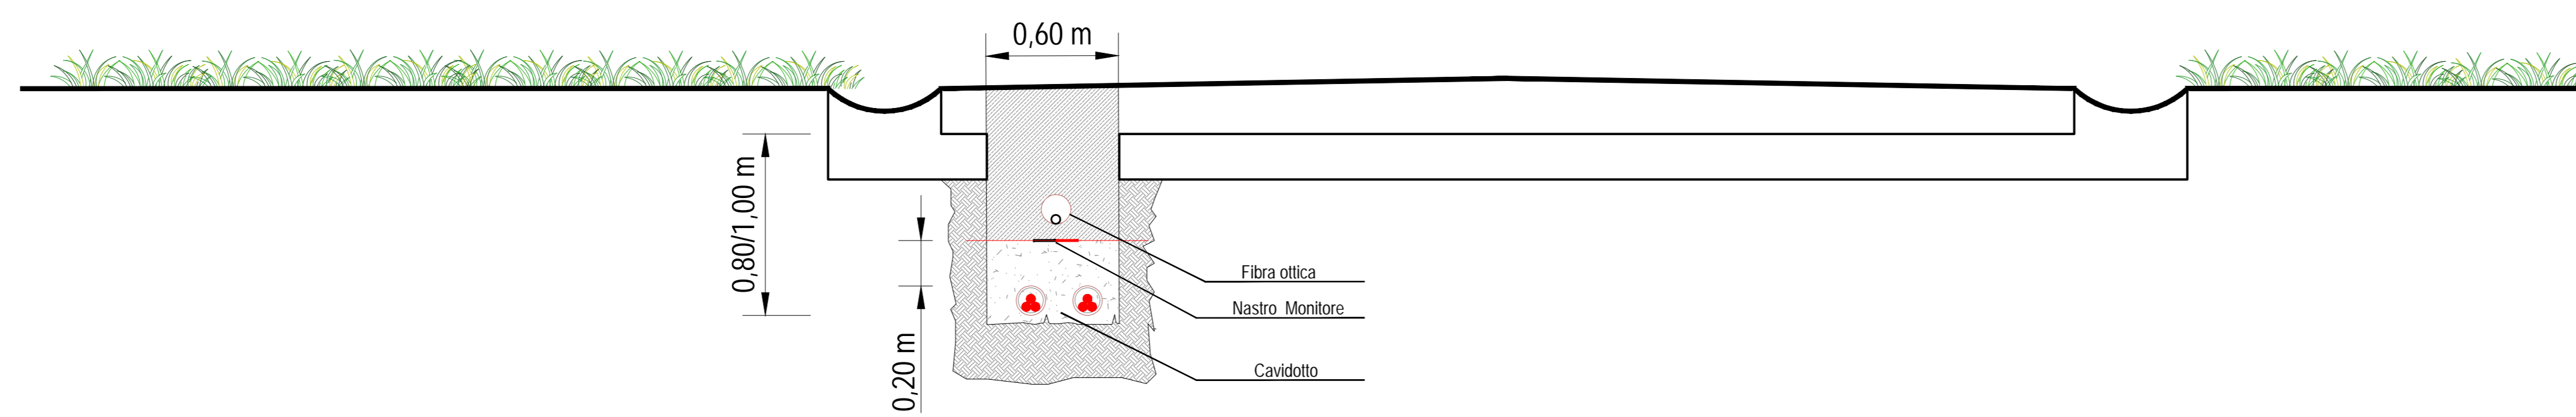 0,60 m
0,80/1,00 m
0,20 m
Fibra ottica
Nastro Monitore
Cavidotto